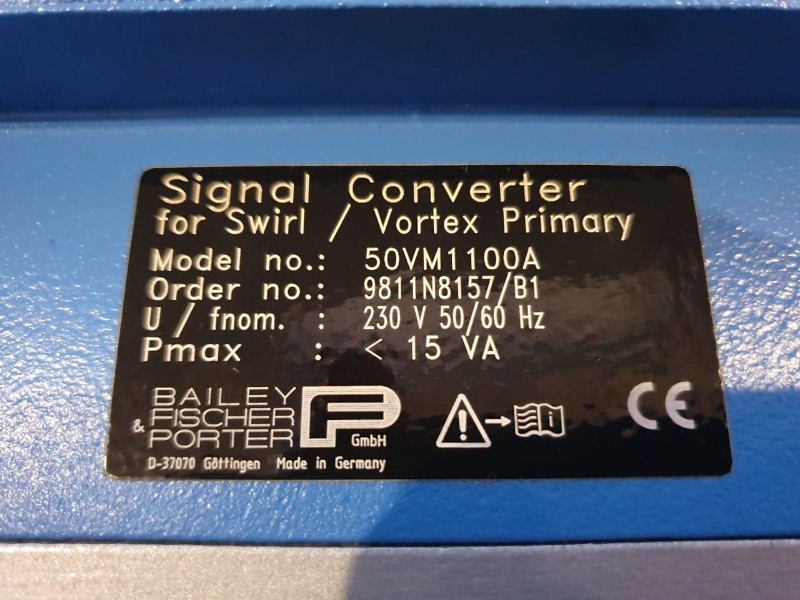 Signal Converter
for Swirl / Vortex Primary
Model no.: 50VM1100A
Order no.: 9811N8157/B1
U / fnom. : 230 V 50/60 Hz
Pmax : < 15 VA
BAILEY
FISCHER
& PORTER
GmbH
D-37070 Göttingen Made in Germany
CE